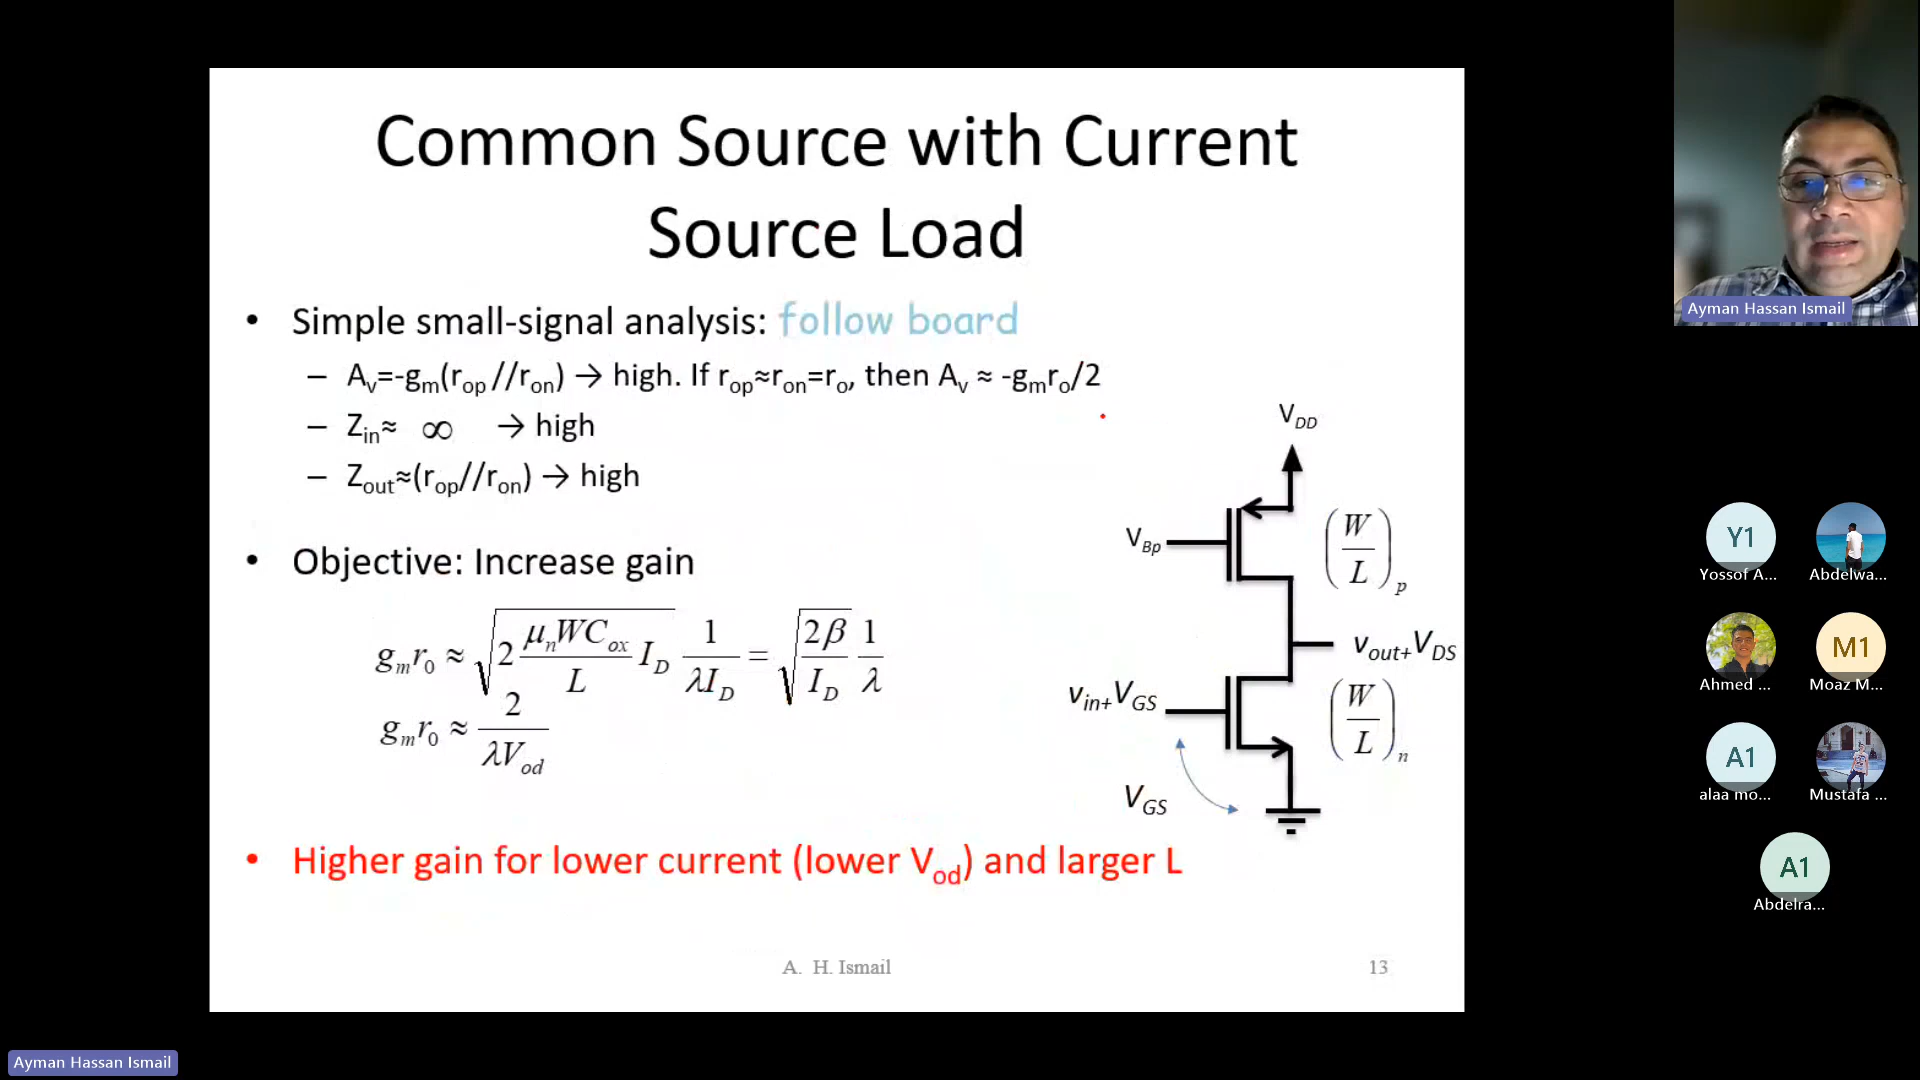 Common Source with Current
Source Load
• Simple small-signal analysis: follow board
– Av=-gm(rop//ron) → high. If rop≈ron=ro, then Av ≈ -gmro/2
– Zin≈ ∞ → high
– Zout≈(rop//ron) → high
• Objective: Increase gain
gmr0 ≈ √(2 μnWCox/L ID) 1/λID = √(2β/ID) 1/λ
gmr0 ≈ 2/λVod
• Higher gain for lower current (lower Vod) and larger L
VDD
VBp
(W/L)p
vout+VDS
vin+VGS
(W/L)n
VGS
A. H. Ismail
13
Ayman Hassan Ismail
Y1
Yossof A...
Abdelwa...
Ahmed ...
M1
Moaz M...
A1
alaa mo...
Mustafa ...
A1
Abdelra...
Ayman Hassan Ismail